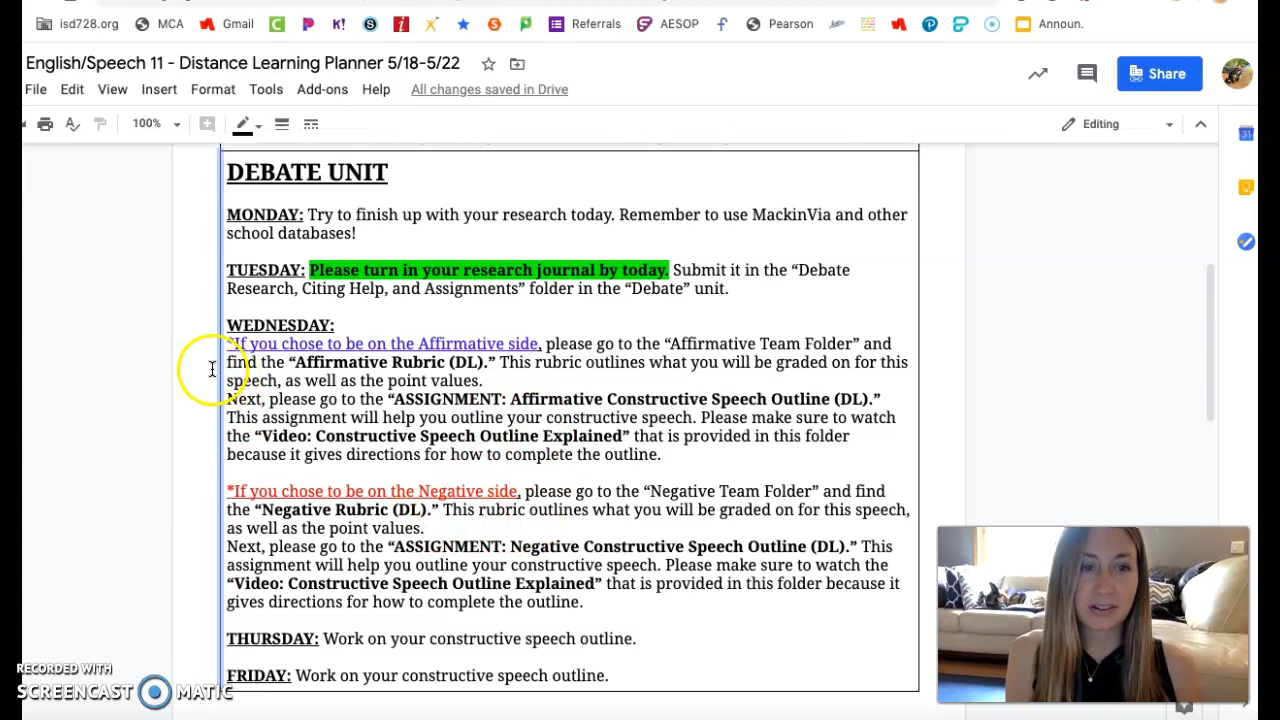 isd728.org MCA Gmail K! Referrals AESOP Pearson Announ.
English/Speech 11 - Distance Learning Planner 5/18-5/22
Share
File Edit View Insert Format Tools Add-ons Help All changes saved in Drive
100% Editing
DEBATE UNIT
MONDAY: Try to finish up with your research today. Remember to use MackinVia and other
school databases!
TUESDAY: Please turn in your research journal by today. Submit it in the “Debate
Research, Citing Help, and Assignments” folder in the “Debate” unit.
WEDNESDAY:
*If you chose to be on the Affirmative side, please go to the “Affirmative Team Folder” and
find the “Affirmative Rubric (DL).” This rubric outlines what you will be graded on for this
speech, as well as the point values.
Next, please go to the “ASSIGNMENT: Affirmative Constructive Speech Outline (DL).”
This assignment will help you outline your constructive speech. Please make sure to watch
the “Video: Constructive Speech Outline Explained” that is provided in this folder
because it gives directions for how to complete the outline.
*If you chose to be on the Negative side, please go to the “Negative Team Folder” and find
the “Negative Rubric (DL).” This rubric outlines what you will be graded on for this speech,
as well as the point values.
Next, please go to the “ASSIGNMENT: Negative Constructive Speech Outline (DL).” This
assignment will help you outline your constructive speech. Please make sure to watch the
“Video: Constructive Speech Outline Explained” that is provided in this folder because it
gives directions for how to complete the outline.
THURSDAY: Work on your constructive speech outline.
FRIDAY: Work on your constructive speech outline.
RECORDED WITH
SCREENCAST MATIC